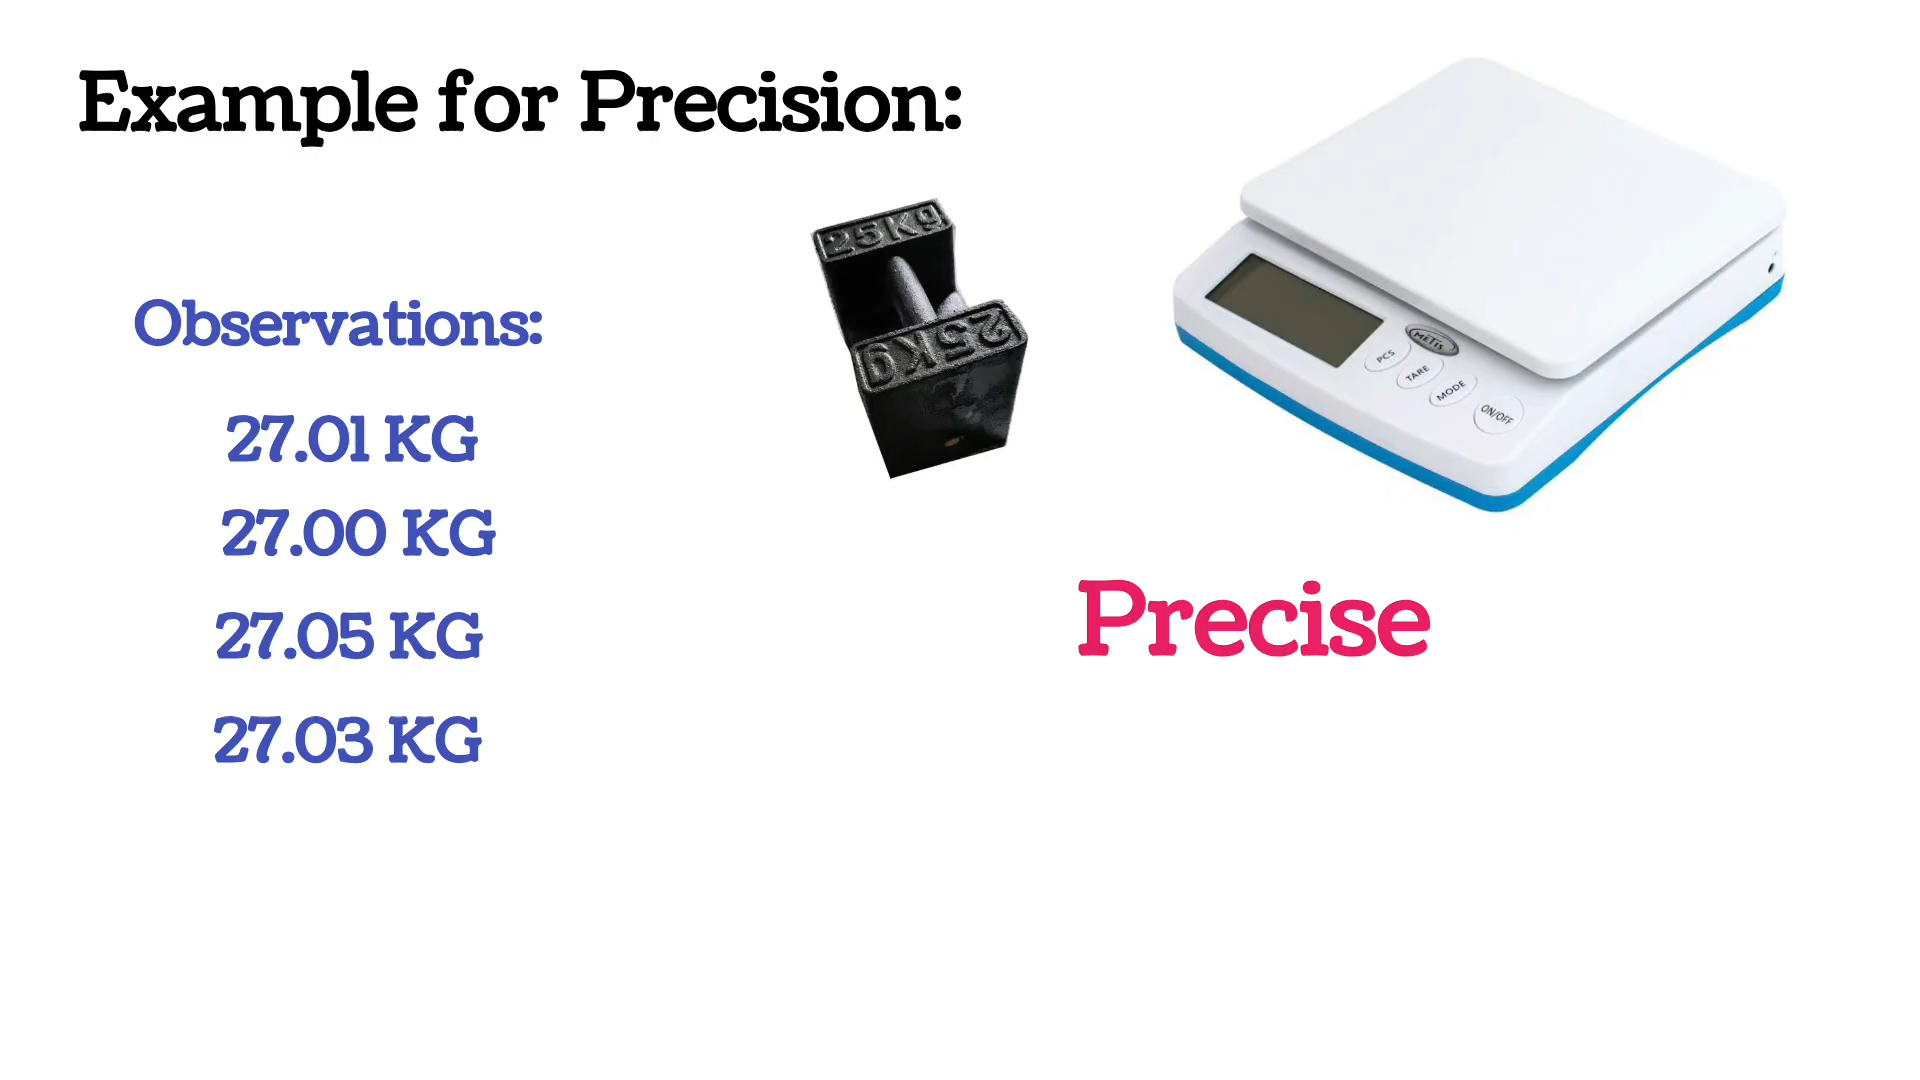 Example for Precision:
25Kg
25Kg
Observations:
27.01 KG
27.00 KG
27.05 KG
27.03 KG
METIS
PCS
TARE
MODE
ON/OFF
Precise